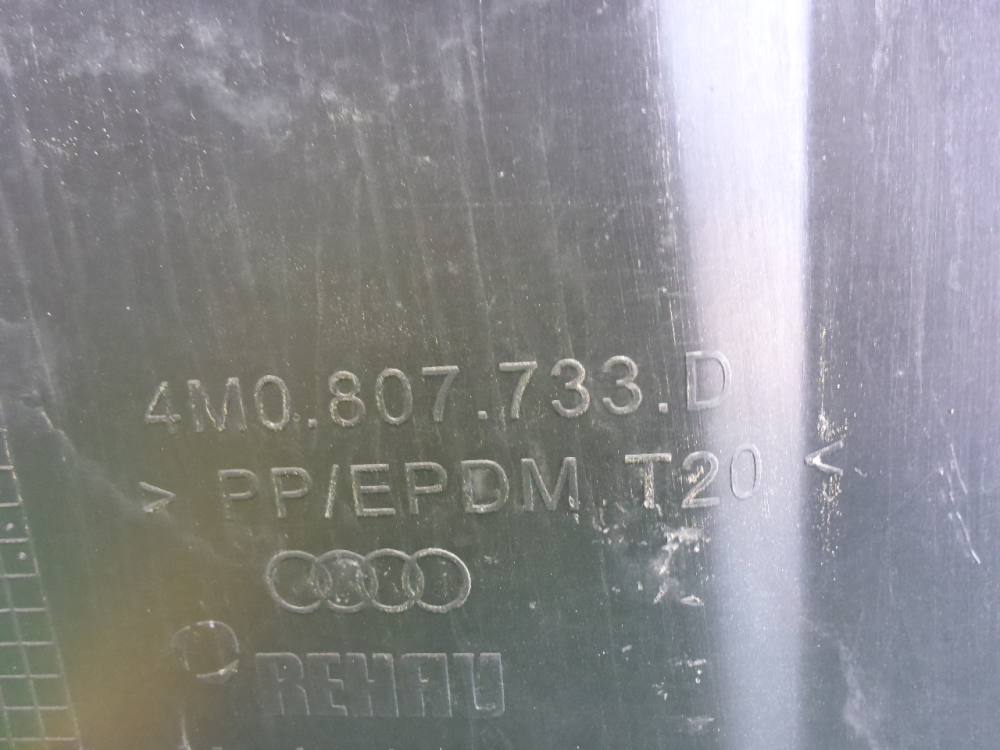 4M0.807.733.D
> PP/EPDM T20 <
REHAU